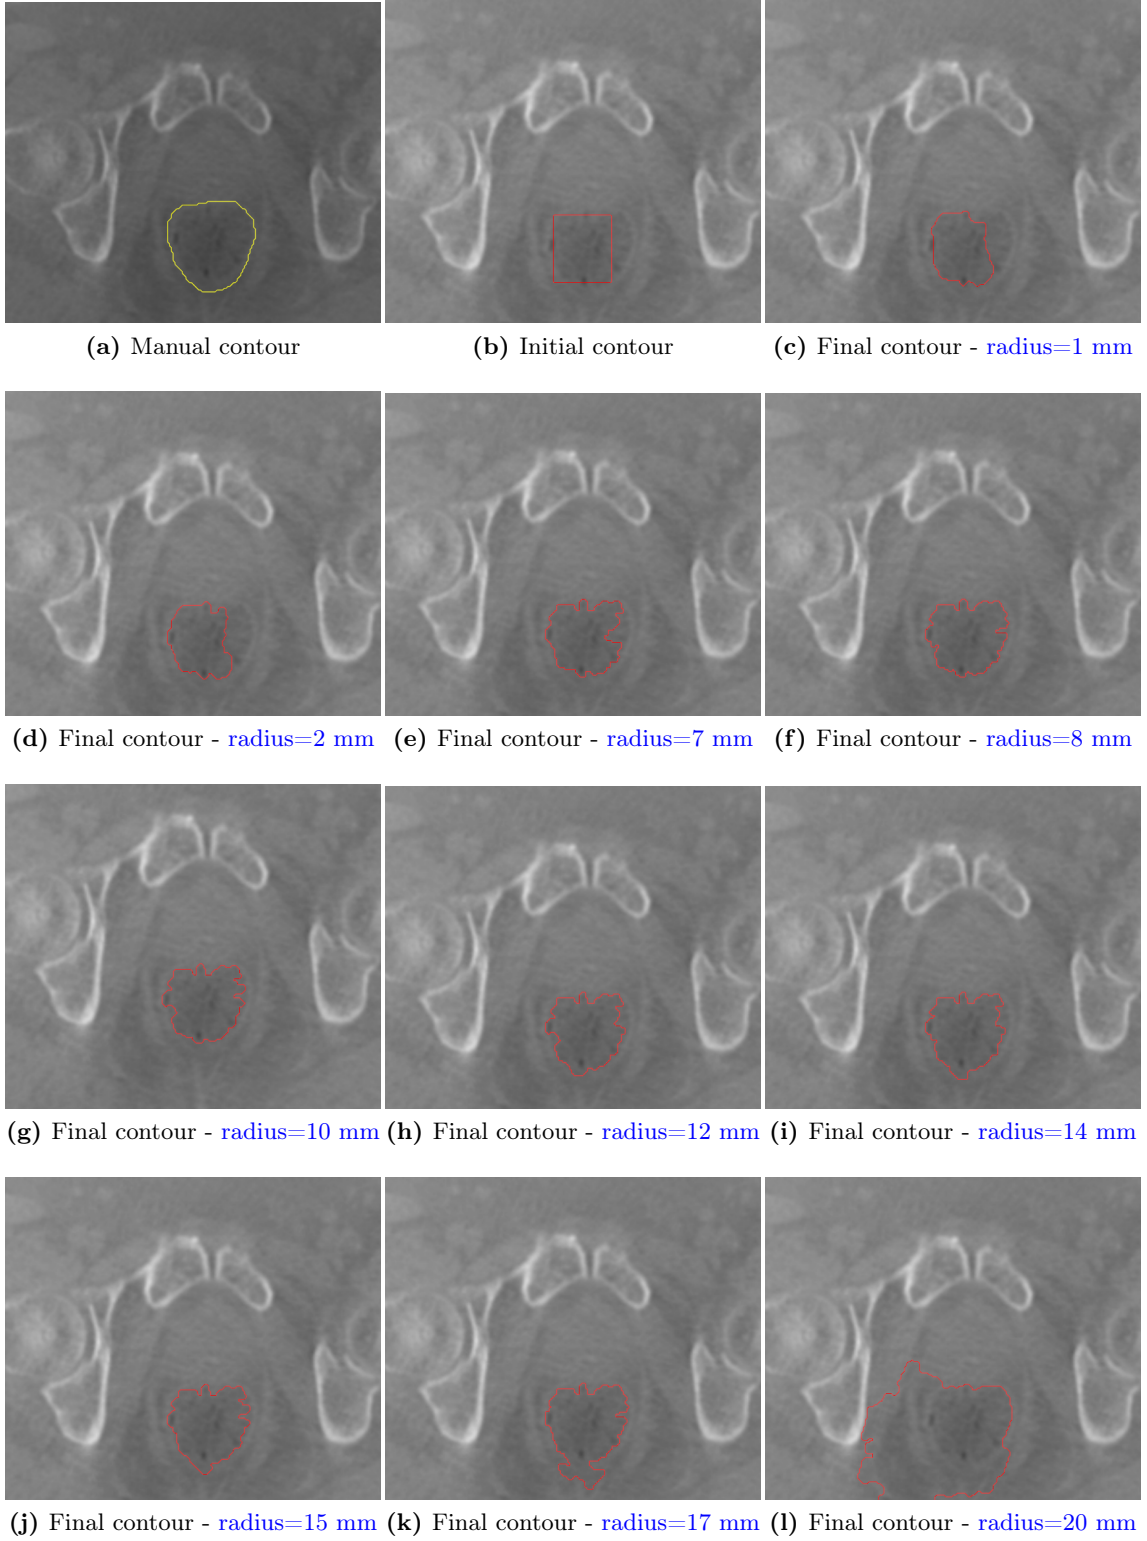 (a) Manual contour
(b) Initial contour
(c) Final contour - radius=1 mm
(d) Final contour - radius=2 mm
(e) Final contour - radius=7 mm
(f) Final contour - radius=8 mm
(g) Final contour - radius=10 mm
(h) Final contour - radius=12 mm
(i) Final contour - radius=14 mm
(j) Final contour - radius=15 mm
(k) Final contour - radius=17 mm
(l) Final contour - radius=20 mm